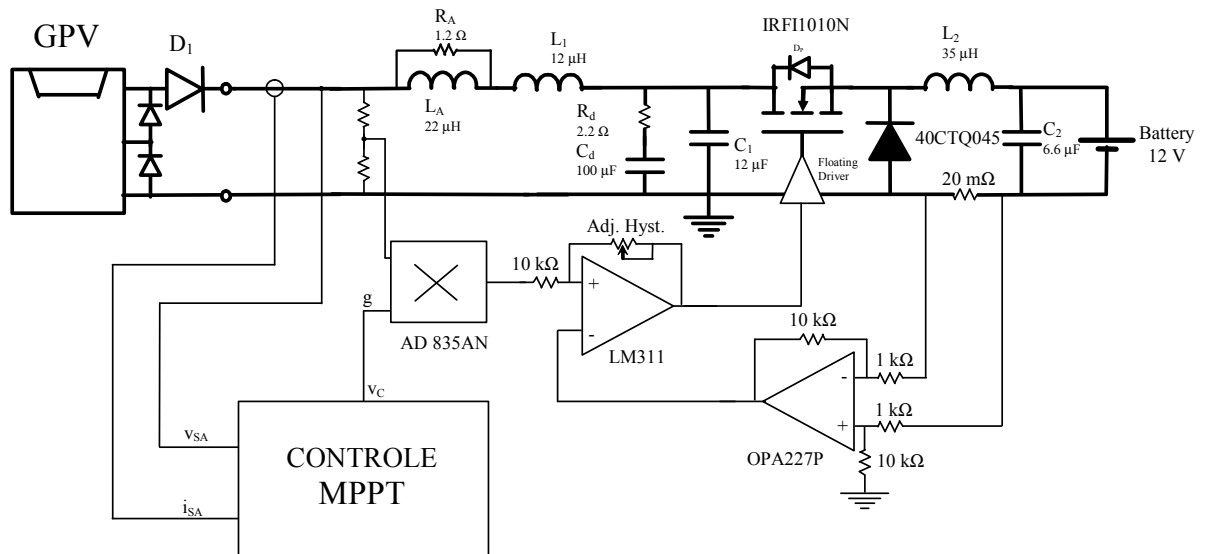 GPV
D1
RA
1.2 Ω
LA
22 µH
L1
12 µH
Rd
2.2 Ω
Cd
100 µF
C1
12 µF
IRFI1010N
DP
Floating
Driver
40CTQ045
L2
35 µH
C2
6.6 µF
Battery
12 V
20 mΩ
Adj. Hyst.
10 kΩ
+
-
LM311
g
AD 835AN
10 kΩ
1 kΩ
-
1 kΩ
+
OPA227P
10 kΩ
vC
vSA
iSA
CONTROLE
MPPT